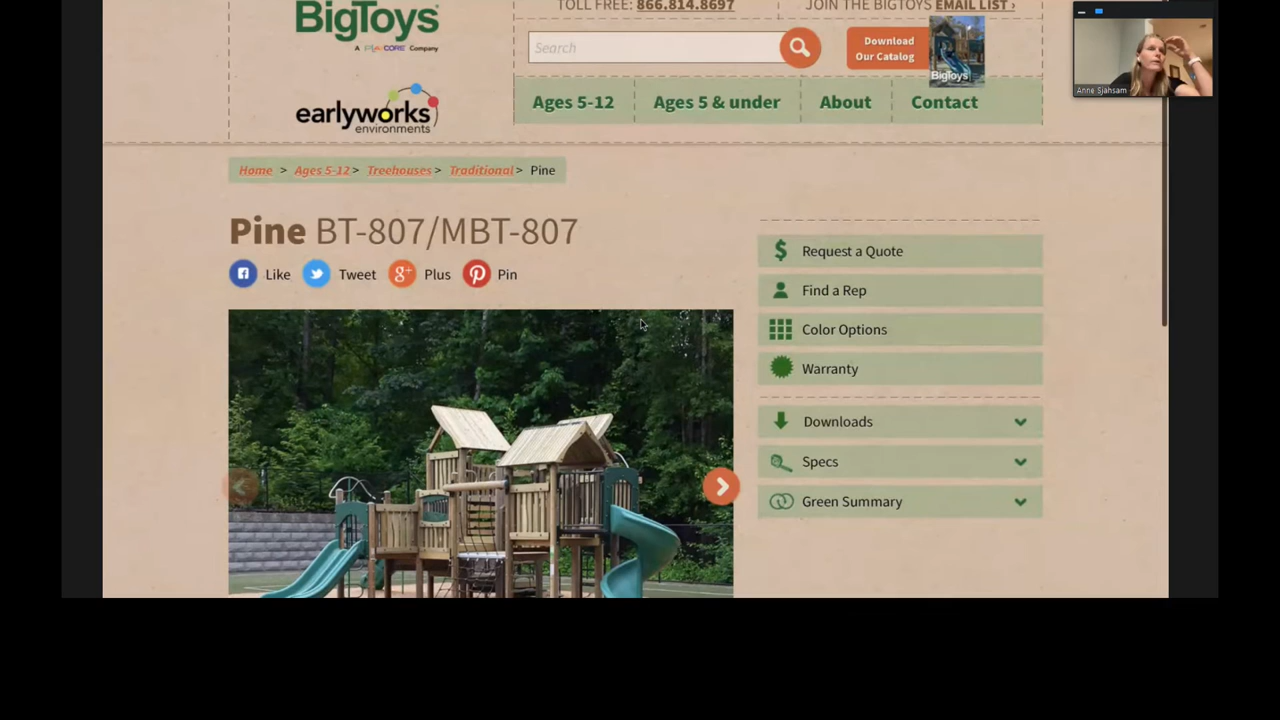 BigToys
A PLAYCORE Company
TOLL FREE: 866.814.8697
JOIN THE BIGTOYS EMAIL LIST ›
Search
Download
Our Catalog
BigToys
earlyworks
environments
Ages 5-12
Ages 5 & under
About
Contact
Home > Ages 5-12 > Treehouses > Traditional > Pine
Pine BT-807/MBT-807
Like
Tweet
Plus
Pin
Request a Quote
Find a Rep
Color Options
Warranty
Downloads
Specs
Green Summary
Anne Sjahsam